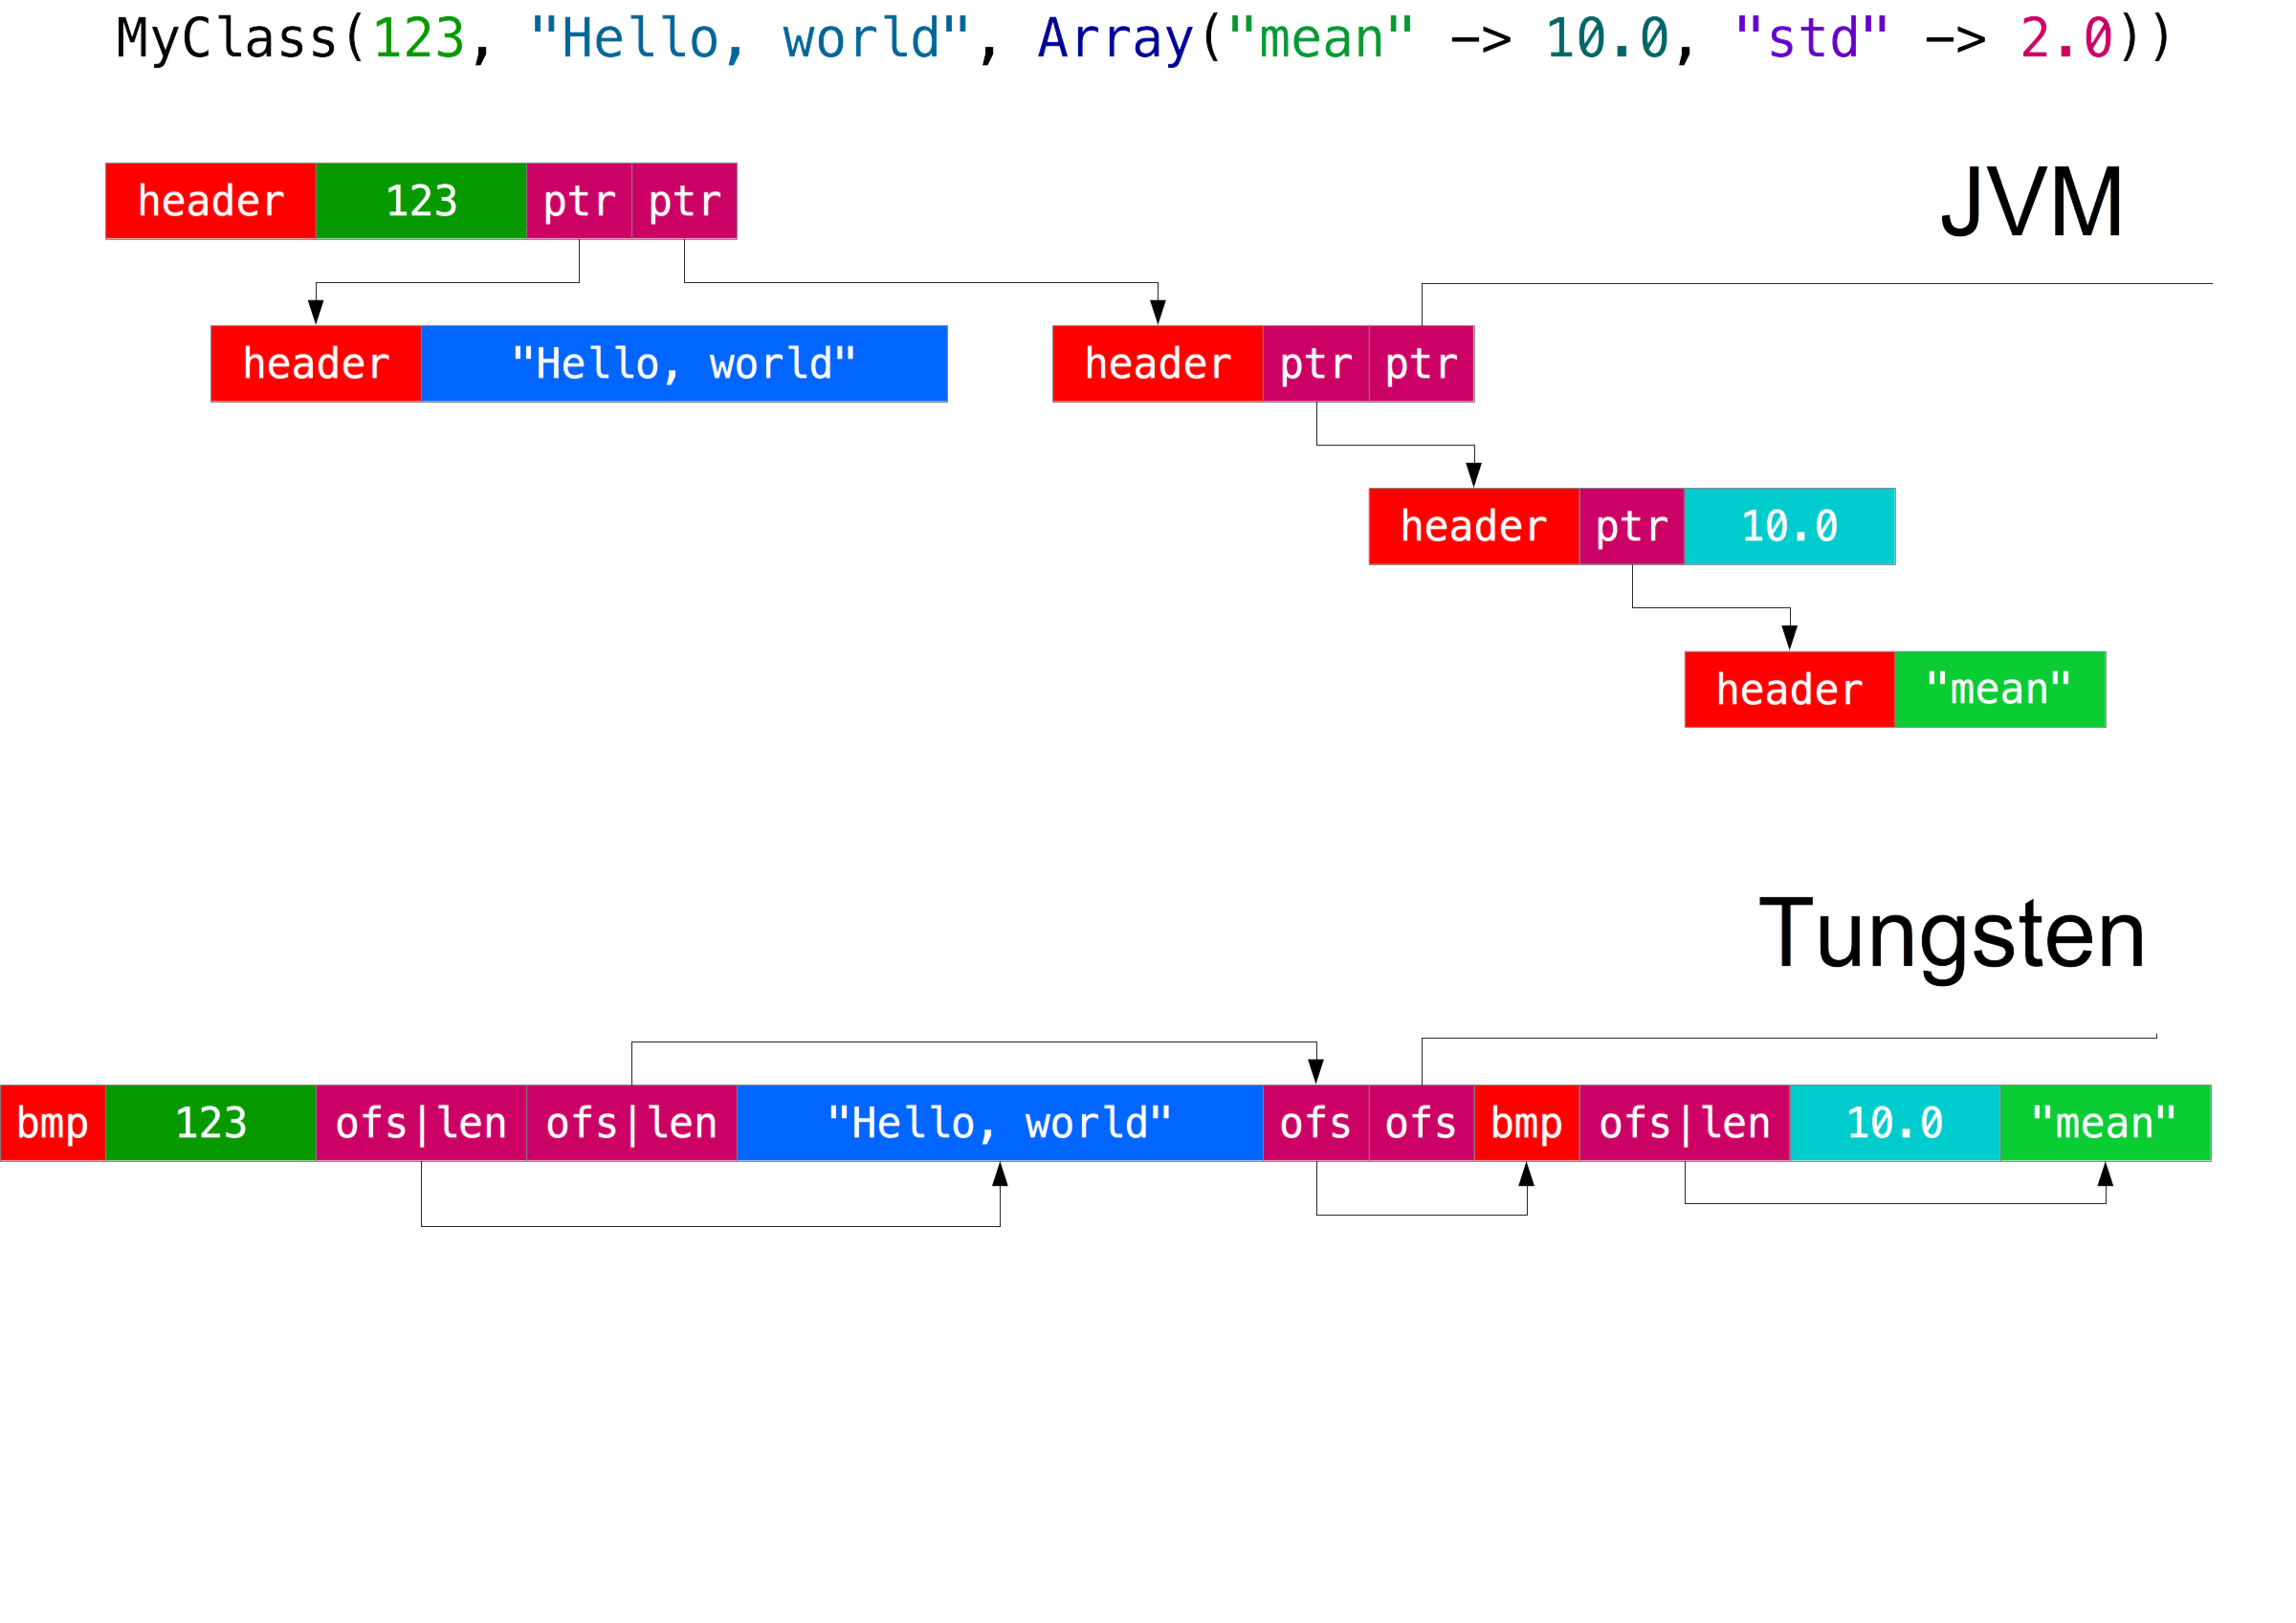 MyClass(123, "Hello, world", Array("mean" -> 10.0, "std" -> 2.0))
JVM
header 123 ptr ptr
header "Hello, world" header ptr ptr
header ptr 10.0
header "mean"
Tungsten
bmp 123 ofs|len ofs|len "Hello, world" ofs ofs bmp ofs|len 10.0 "mean"